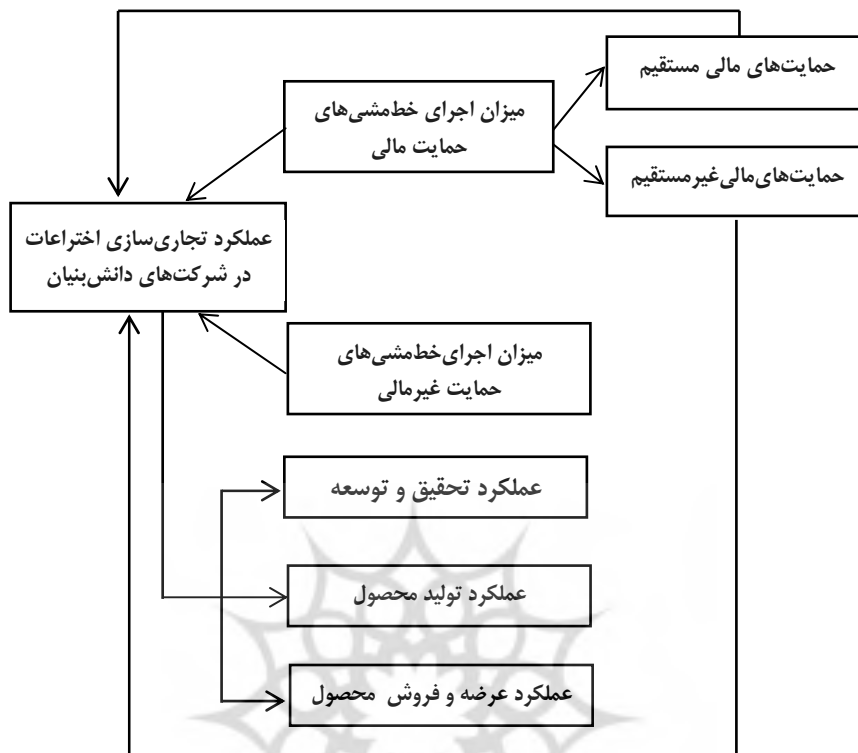 حمایت‌های مالی مستقیم
میزان اجرای خط‌مشی‌های
حمایت مالی
حمایت‌های‌مالی‌غیرمستقیم
عملکرد تجاری‌سازی اختراعات
در شرکت‌های دانش‌بنیان
میزان اجرای‌خط‌مشی‌های
حمایت غیرمالی
عملکرد تحقیق و توسعه
عملکرد تولید محصول
عملکرد عرضه و فروش محصول